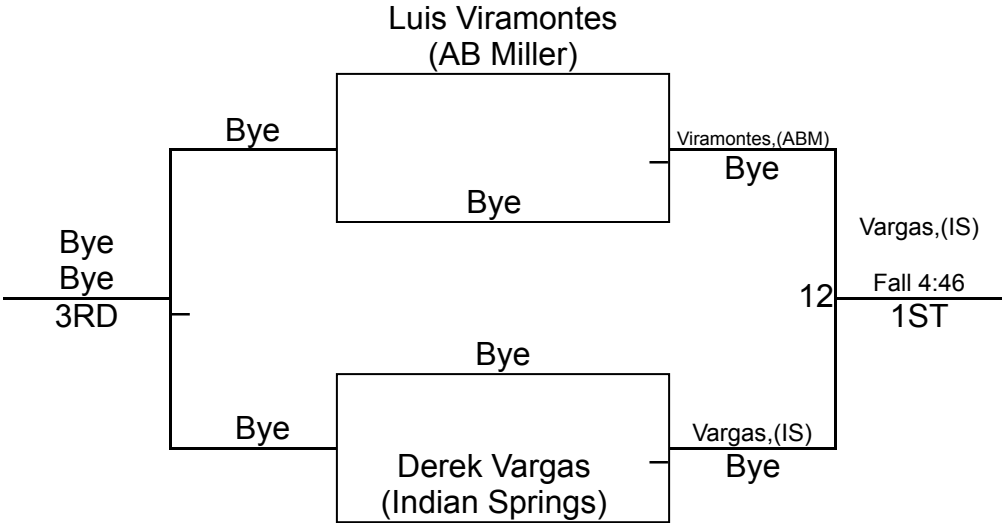 Luis Viramontes
(AB Miller)
Bye
Viramontes,(ABM)
Bye
Bye
Bye
Bye
3RD
Vargas,(IS)
12
Fall 4:46
1ST
Bye
Bye
Vargas,(IS)
Bye
Derek Vargas
(Indian Springs)